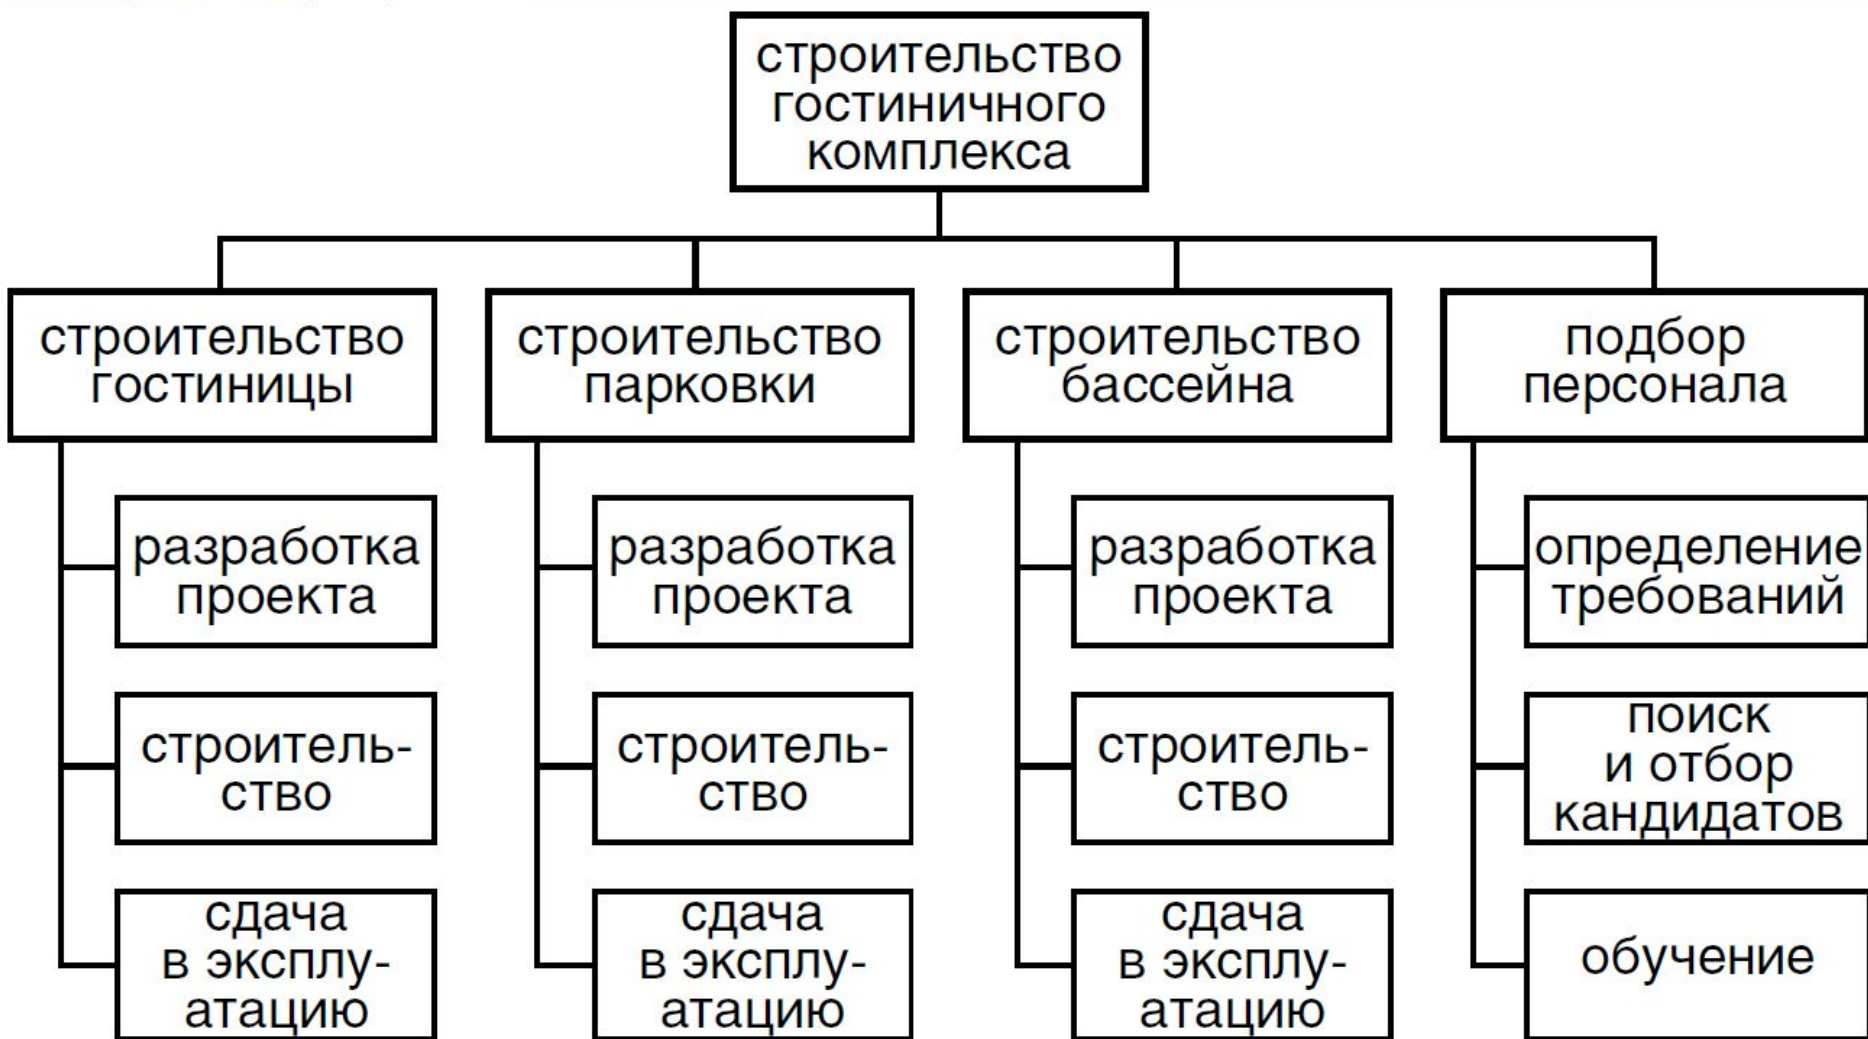 строительство
гостиничного
комплекса
строительство
гостиницы
строительство
парковки
строительство
бассейна
подбор
персонала
разработка
проекта
разработка
проекта
разработка
проекта
определение
требований
строитель-
ство
строитель-
ство
строитель-
ство
поиск
и отбор
кандидатов
сдача
в эксплу-
атацию
сдача
в эксплу-
атацию
сдача
в эксплу-
атацию
обучение